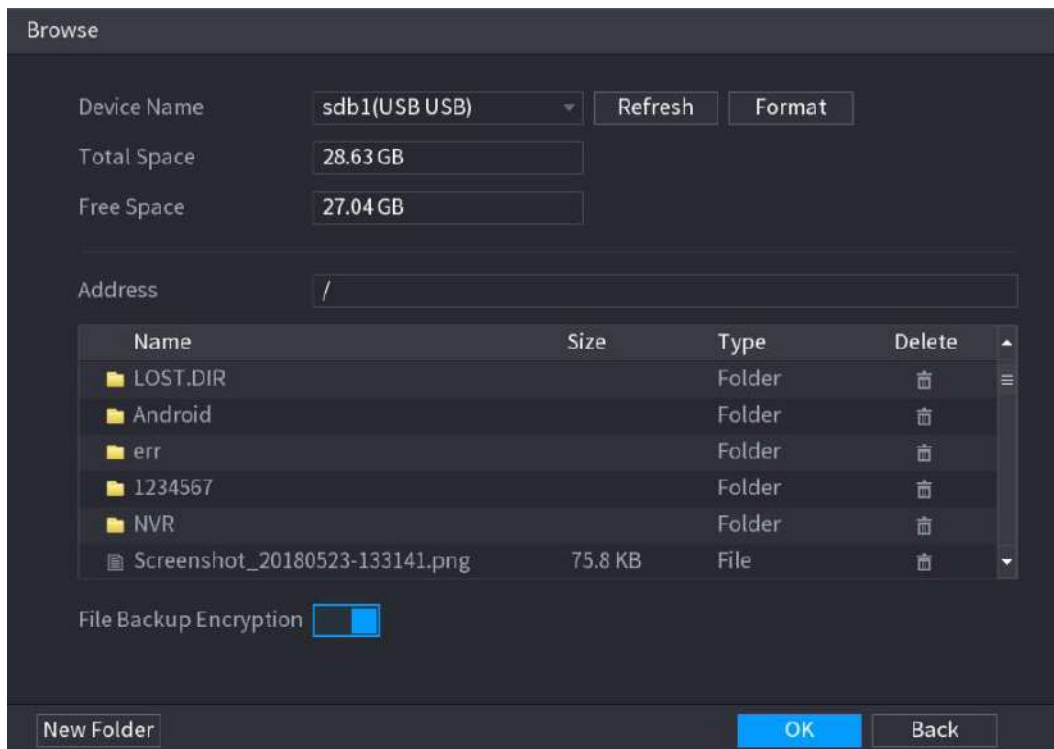 Browse
Device Name sdb1(USB USB) Refresh Format
Total Space 28.63 GB
Free Space 27.04 GB
Address /
Name Size Type Delete
LOST.DIR Folder
Android Folder
err Folder
1234567 Folder
NVR Folder
Screenshot_20180523-133141.png 75.8 KB File
File Backup Encryption
New Folder OK Back